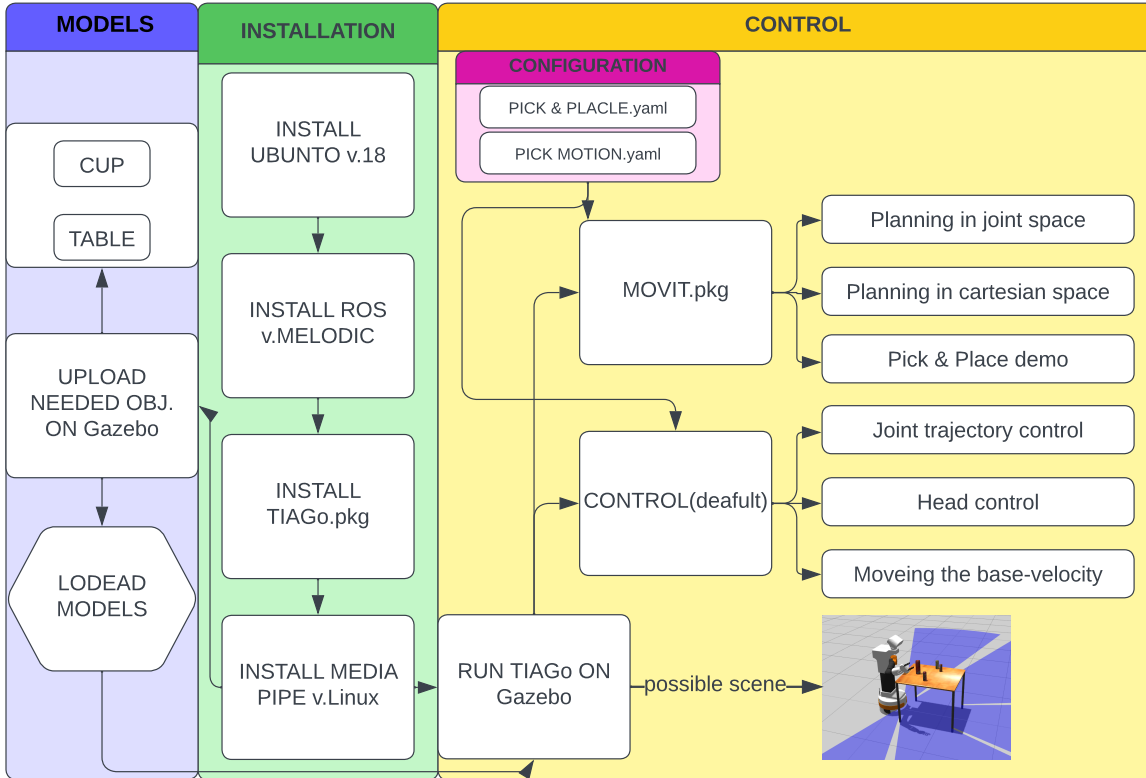 MODELS
CUP
TABLE
UPLOAD
NEEDED OBJ.
ON Gazebo
LODEAD
MODELS
INSTALLATION
INSTALL
UBUNTO v.18
INSTALL ROS
v.MELODIC
INSTALL
TIAGo.pkg
INSTALL MEDIA
PIPE v.Linux
CONTROL
CONFIGURATION
PICK & PLACLE.yaml
PICK MOTION.yaml
MOVIT.pkg
Planning in joint space
Planning in cartesian space
Pick & Place demo
CONTROL(deafult)
Joint trajectory control
Head control
Moveing the base-velocity
RUN TIAGo ON
Gazebo
possible scene